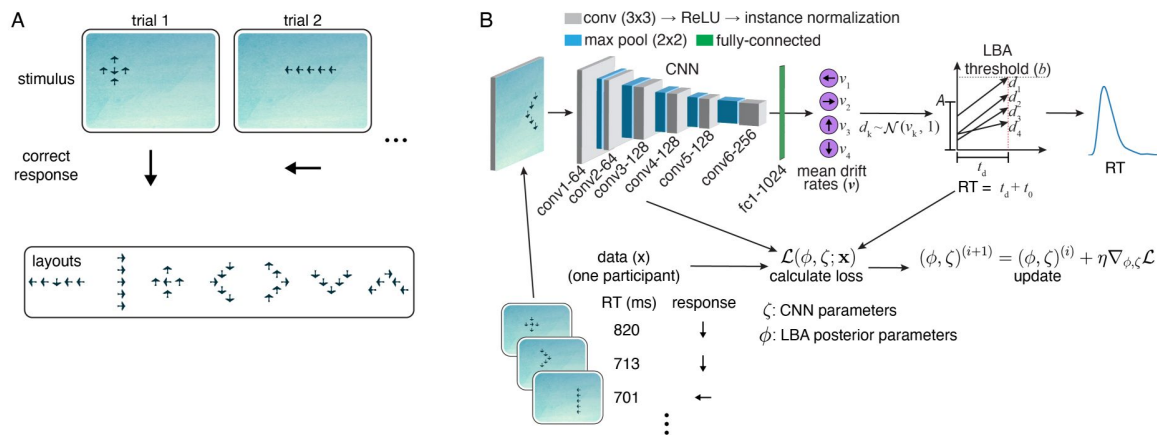 A
trial 1
trial 2
stimulus
correct
response
...
layouts
B
conv (3x3) → ReLU → instance normalization
max pool (2x2)
fully-connected
CNN
conv1-64
conv2-64
conv3-128
conv4-128
conv5-128
conv6-256
fc1-1024
v₁
v₂
v₃
v₄
mean drift
rates (v)
dₖ~𝒩(vₖ, 1)
LBA
threshold (b)
A
d₁
d₂
d₃
d₄
t_d
RT = t_d + t₀
RT
data (x)
(one participant)
ℒ(ϕ, ζ; x)
calculate loss
(ϕ, ζ)⁽ⁱ⁺¹⁾ = (ϕ, ζ)⁽ⁱ⁾ + η∇_ϕ,ζ ℒ
update
RT (ms)
response
ζ: CNN parameters
ϕ: LBA posterior parameters
820
713
701
⋮